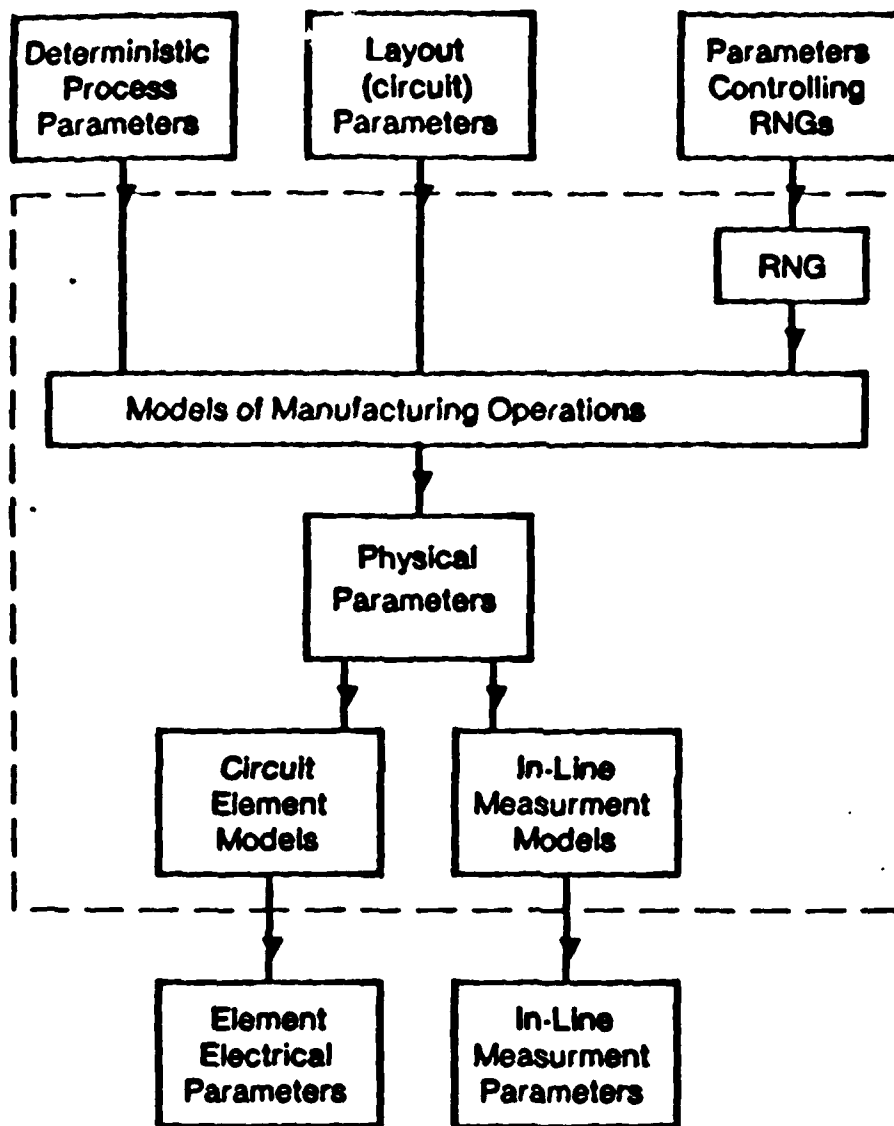 Deterministic
Process
Parameters
Layout
(circuit)
Parameters
Parameters
Controlling
RNGs
RNG
Models of Manufacturing Operations
Physical
Parameters
Circuit
Element
Models
In-Line
Measurment
Models
Element
Electrical
Parameters
In-Line
Measurment
Parameters